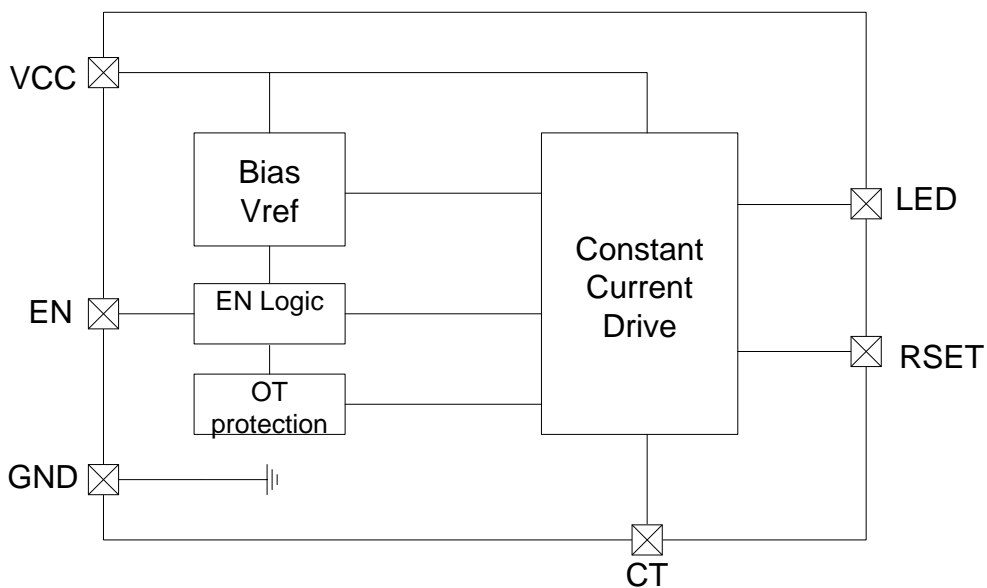 VCC
Bias
Vref
LED
Constant
Current
Drive
EN
EN Logic
RSET
OT
protection
GND
CT